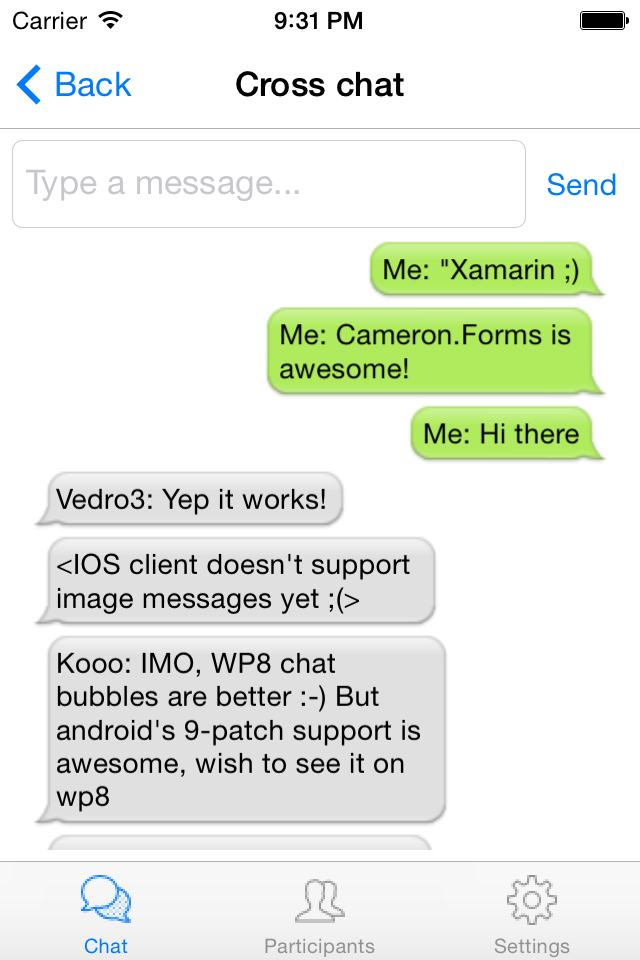 Carrier 9:31 PM
Back Cross chat
Type a message... Send
Me: "Xamarin ;)
Me: Cameron.Forms is
awesome!
Me: Hi there
Vedro3: Yep it works!
<IOS client doesn't support
image messages yet ;(>
Kooo: IMO, WP8 chat
bubbles are better :-) But
android's 9-patch support is
awesome, wish to see it on
wp8
Chat Participants Settings